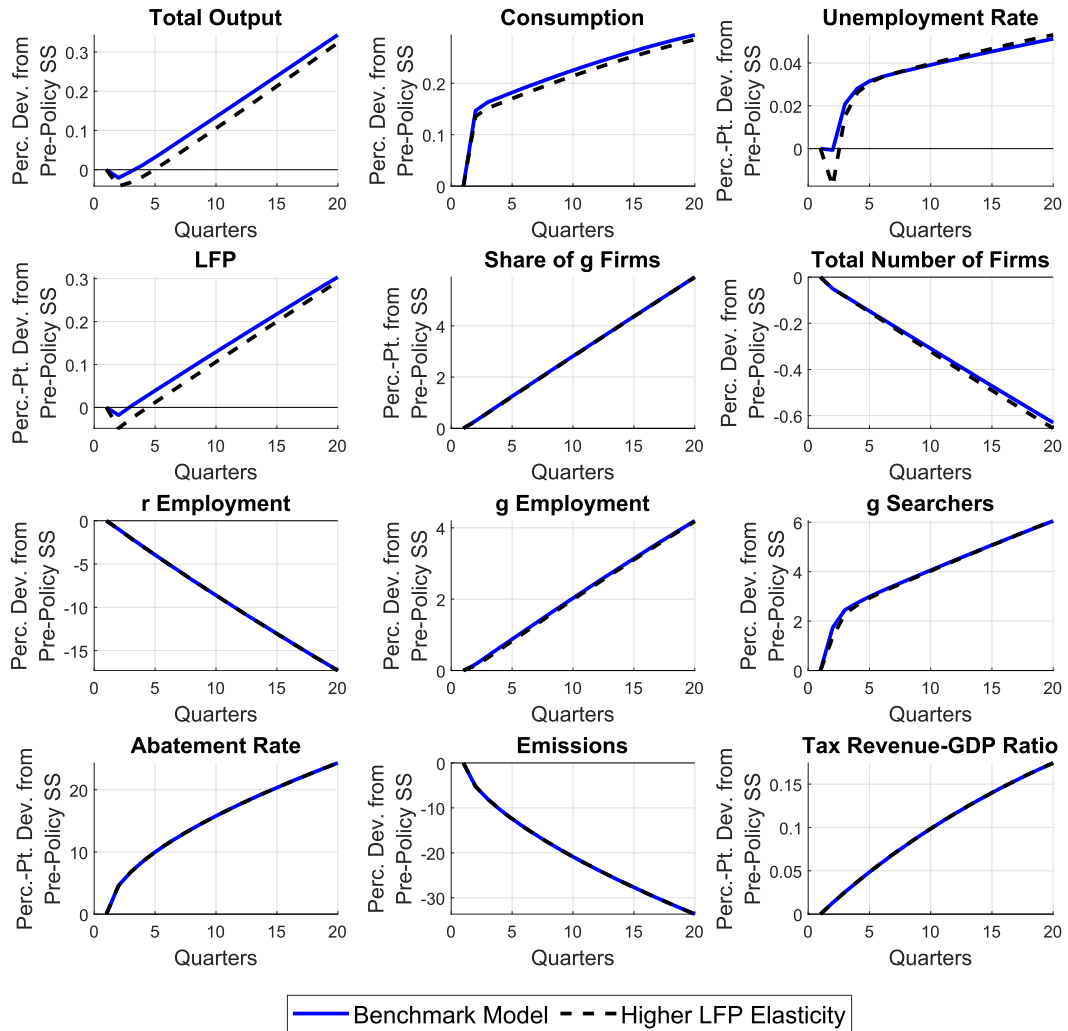 Total Output
Perc. Dev. from
Pre-Policy SS
0.3
0.2
0.1
0
0 5 10 15 20
Quarters
Consumption
Perc. Dev. from
Pre-Policy SS
0.2
0.1
0
0 5 10 15 20
Quarters
Unemployment Rate
Perc.-Pt. Dev. from
Pre-Policy SS
0.04
0.02
0
0 5 10 15 20
Quarters
LFP
Perc.-Pt. Dev. from
Pre-Policy SS
0.3
0.2
0.1
0
0 5 10 15 20
Quarters
Share of g Firms
Perc.-Pt. from
Pre-Policy SS
4
2
0
0 5 10 15 20
Quarters
Total Number of Firms
Perc. Dev. from
Pre-Policy SS
0
-0.2
-0.4
-0.6
0 5 10 15 20
Quarters
r Employment
Perc. Dev. from
Pre-Policy SS
0
-5
-10
-15
0 5 10 15 20
Quarters
g Employment
Perc. Dev. from
Pre-Policy SS
4
2
0
0 5 10 15 20
Quarters
g Searchers
Perc. Dev. from
Pre-Policy SS
6
4
2
0
0 5 10 15 20
Quarters
Abatement Rate
Perc.-Pt. Dev. from
Pre-Policy SS
20
10
0
0 5 10 15 20
Quarters
Emissions
Perc. Dev. from
Pre-Policy SS
0
-10
-20
-30
0 5 10 15 20
Quarters
Tax Revenue-GDP Ratio
Perc.-Pt. Dev. from
Pre-Policy SS
0.15
0.1
0.05
0
0 5 10 15 20
Quarters
Benchmark Model
Higher LFP Elasticity